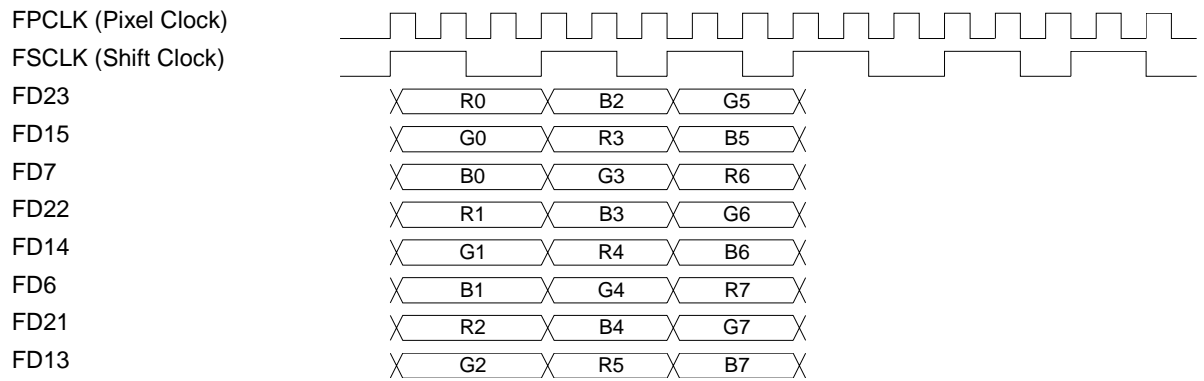 FPCLK (Pixel Clock)
FSCLK (Shift Clock)
FD23 R0 B2 G5
FD15 G0 R3 B5
FD7 B0 G3 R6
FD22 R1 B3 G6
FD14 G1 R4 B6
FD6 B1 G4 R7
FD21 R2 B4 G7
FD13 G2 R5 B7